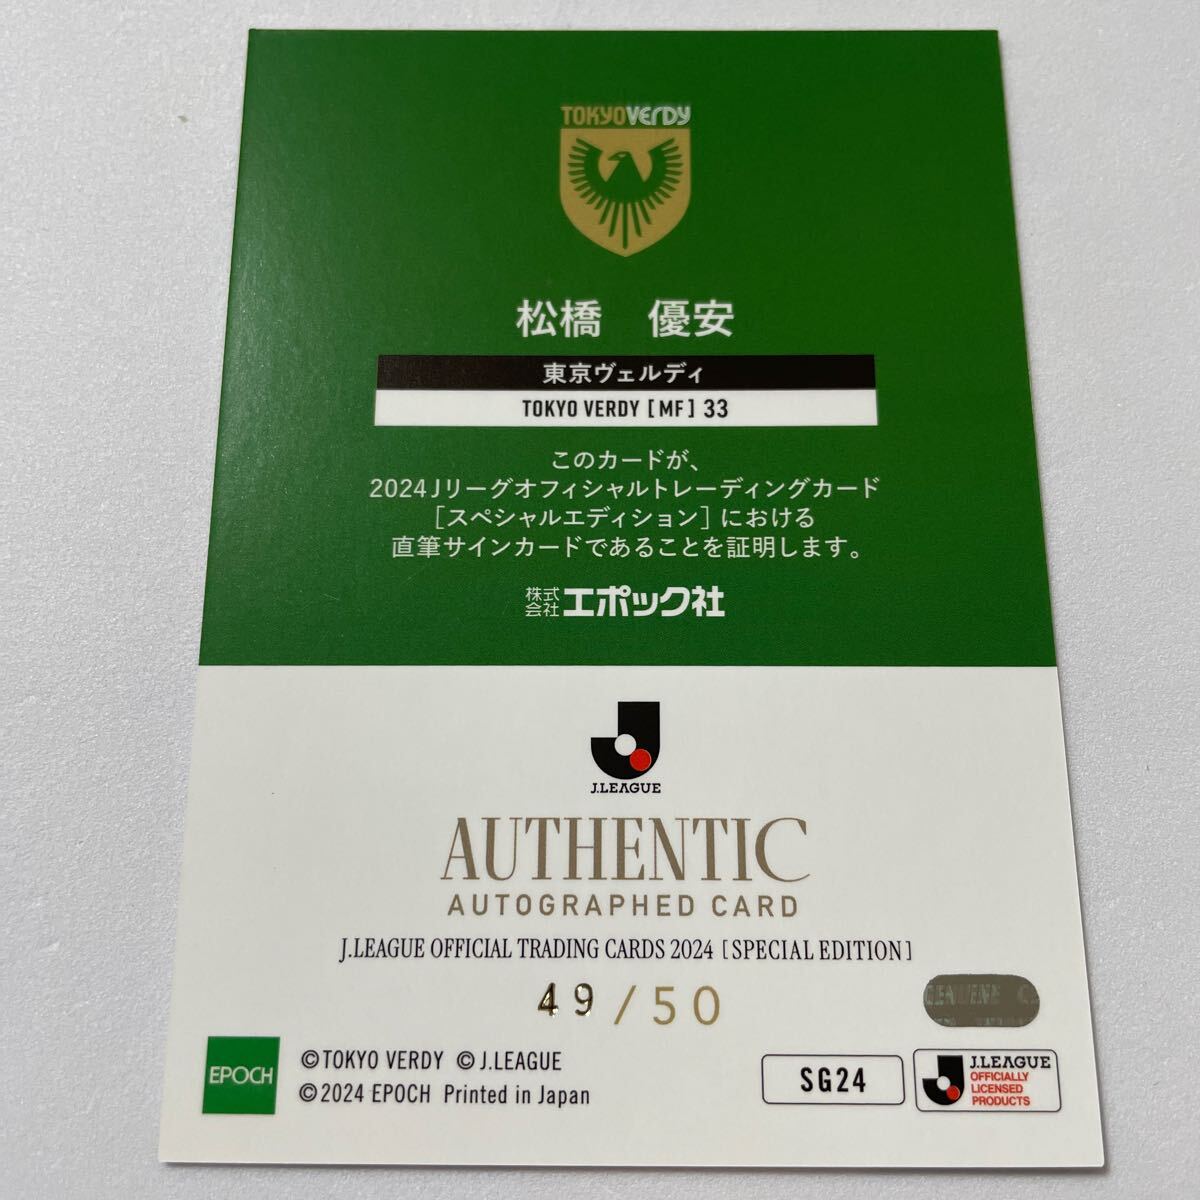 TOKYO VERDY
松橋 優安
東京ヴェルディ
TOKYO VERDY [MF] 33
このカードが、
2024Jリーグオフィシャルトレーディングカード
[スペシャルエディション]における
直筆サインカードであることを証明します。
株式会社エポック社
J.LEAGUE
AUTHENTIC
AUTOGRAPHED CARD
J.LEAGUE OFFICIAL TRADING CARDS 2024 [SPECIAL EDITION]
49/50
GENUINE
EPOCH
©TOKYO VERDY ©J.LEAGUE
©2024 EPOCH Printed in Japan
SG24
J.LEAGUE
OFFICIALLY
LICENSED
PRODUCTS